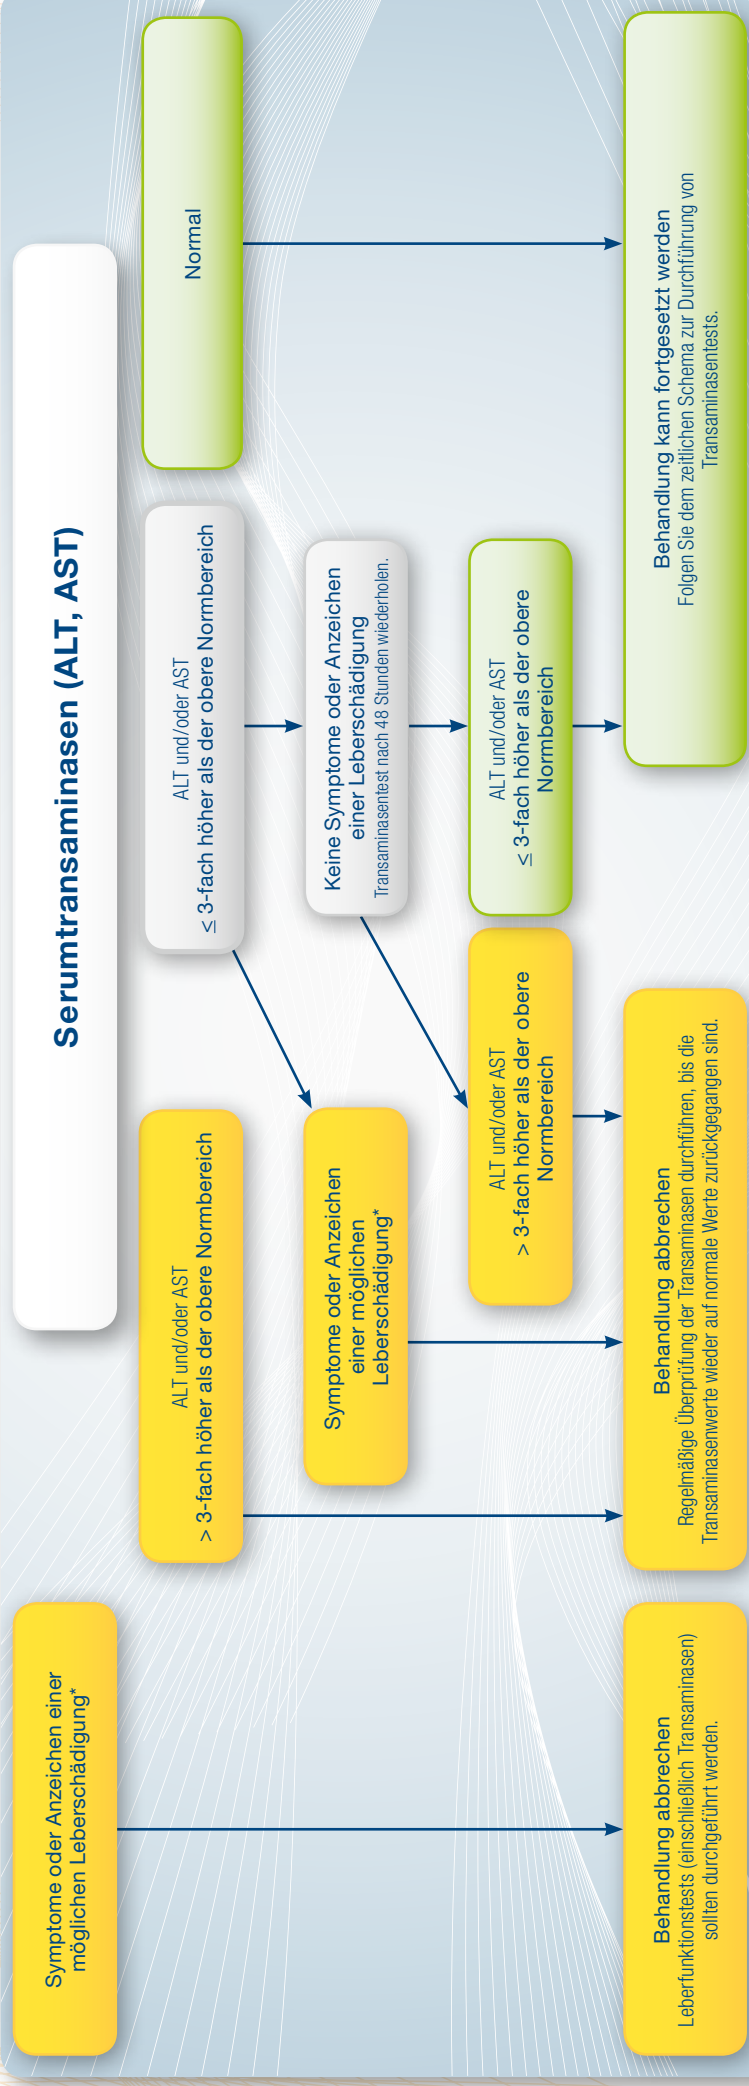 Symptome oder Anzeichen einer
möglichen Leberschädigung*
Serumtransaminasen (ALT, AST)
ALT und/oder AST
> 3-fach höher als der obere Normbereich
ALT und/oder AST
≤ 3-fach höher als der obere Normbereich
Normal
Symptome oder Anzeichen
einer möglichen
Leberschädigung*
Keine Symptome oder Anzeichen
einer Leberschädigung
Transaminasentest nach 48 Stunden wiederholen.
ALT und/oder AST
> 3-fach höher als der obere
Normbereich
ALT und/oder AST
≤ 3-fach höher als der obere
Normbereich
Behandlung abbrechen
Leberfunktionstests (einschließlich Transaminasen)
sollten durchgeführt werden.
Behandlung abbrechen
Regelmäßige Überprüfung der Transaminasen durchführen, bis die
Transaminasenwerte wieder auf normale Werte zurückgegangen sind.
Behandlung kann fortgesetzt werden
Folgen Sie dem zeitlichen Schema zur Durchführung von
Transaminasentests.